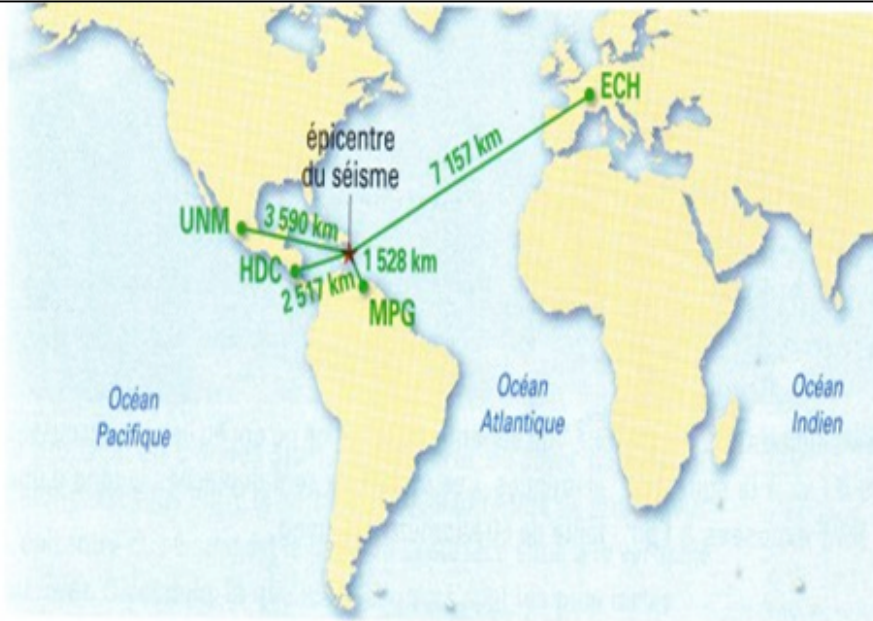 ECH
épicentre
du séisme
7 157 km
UNM
3 590 km
HDC
1 528 km
2 517 km
MPG
Océan
Pacifique
Océan
Atlantique
Océan
Indien